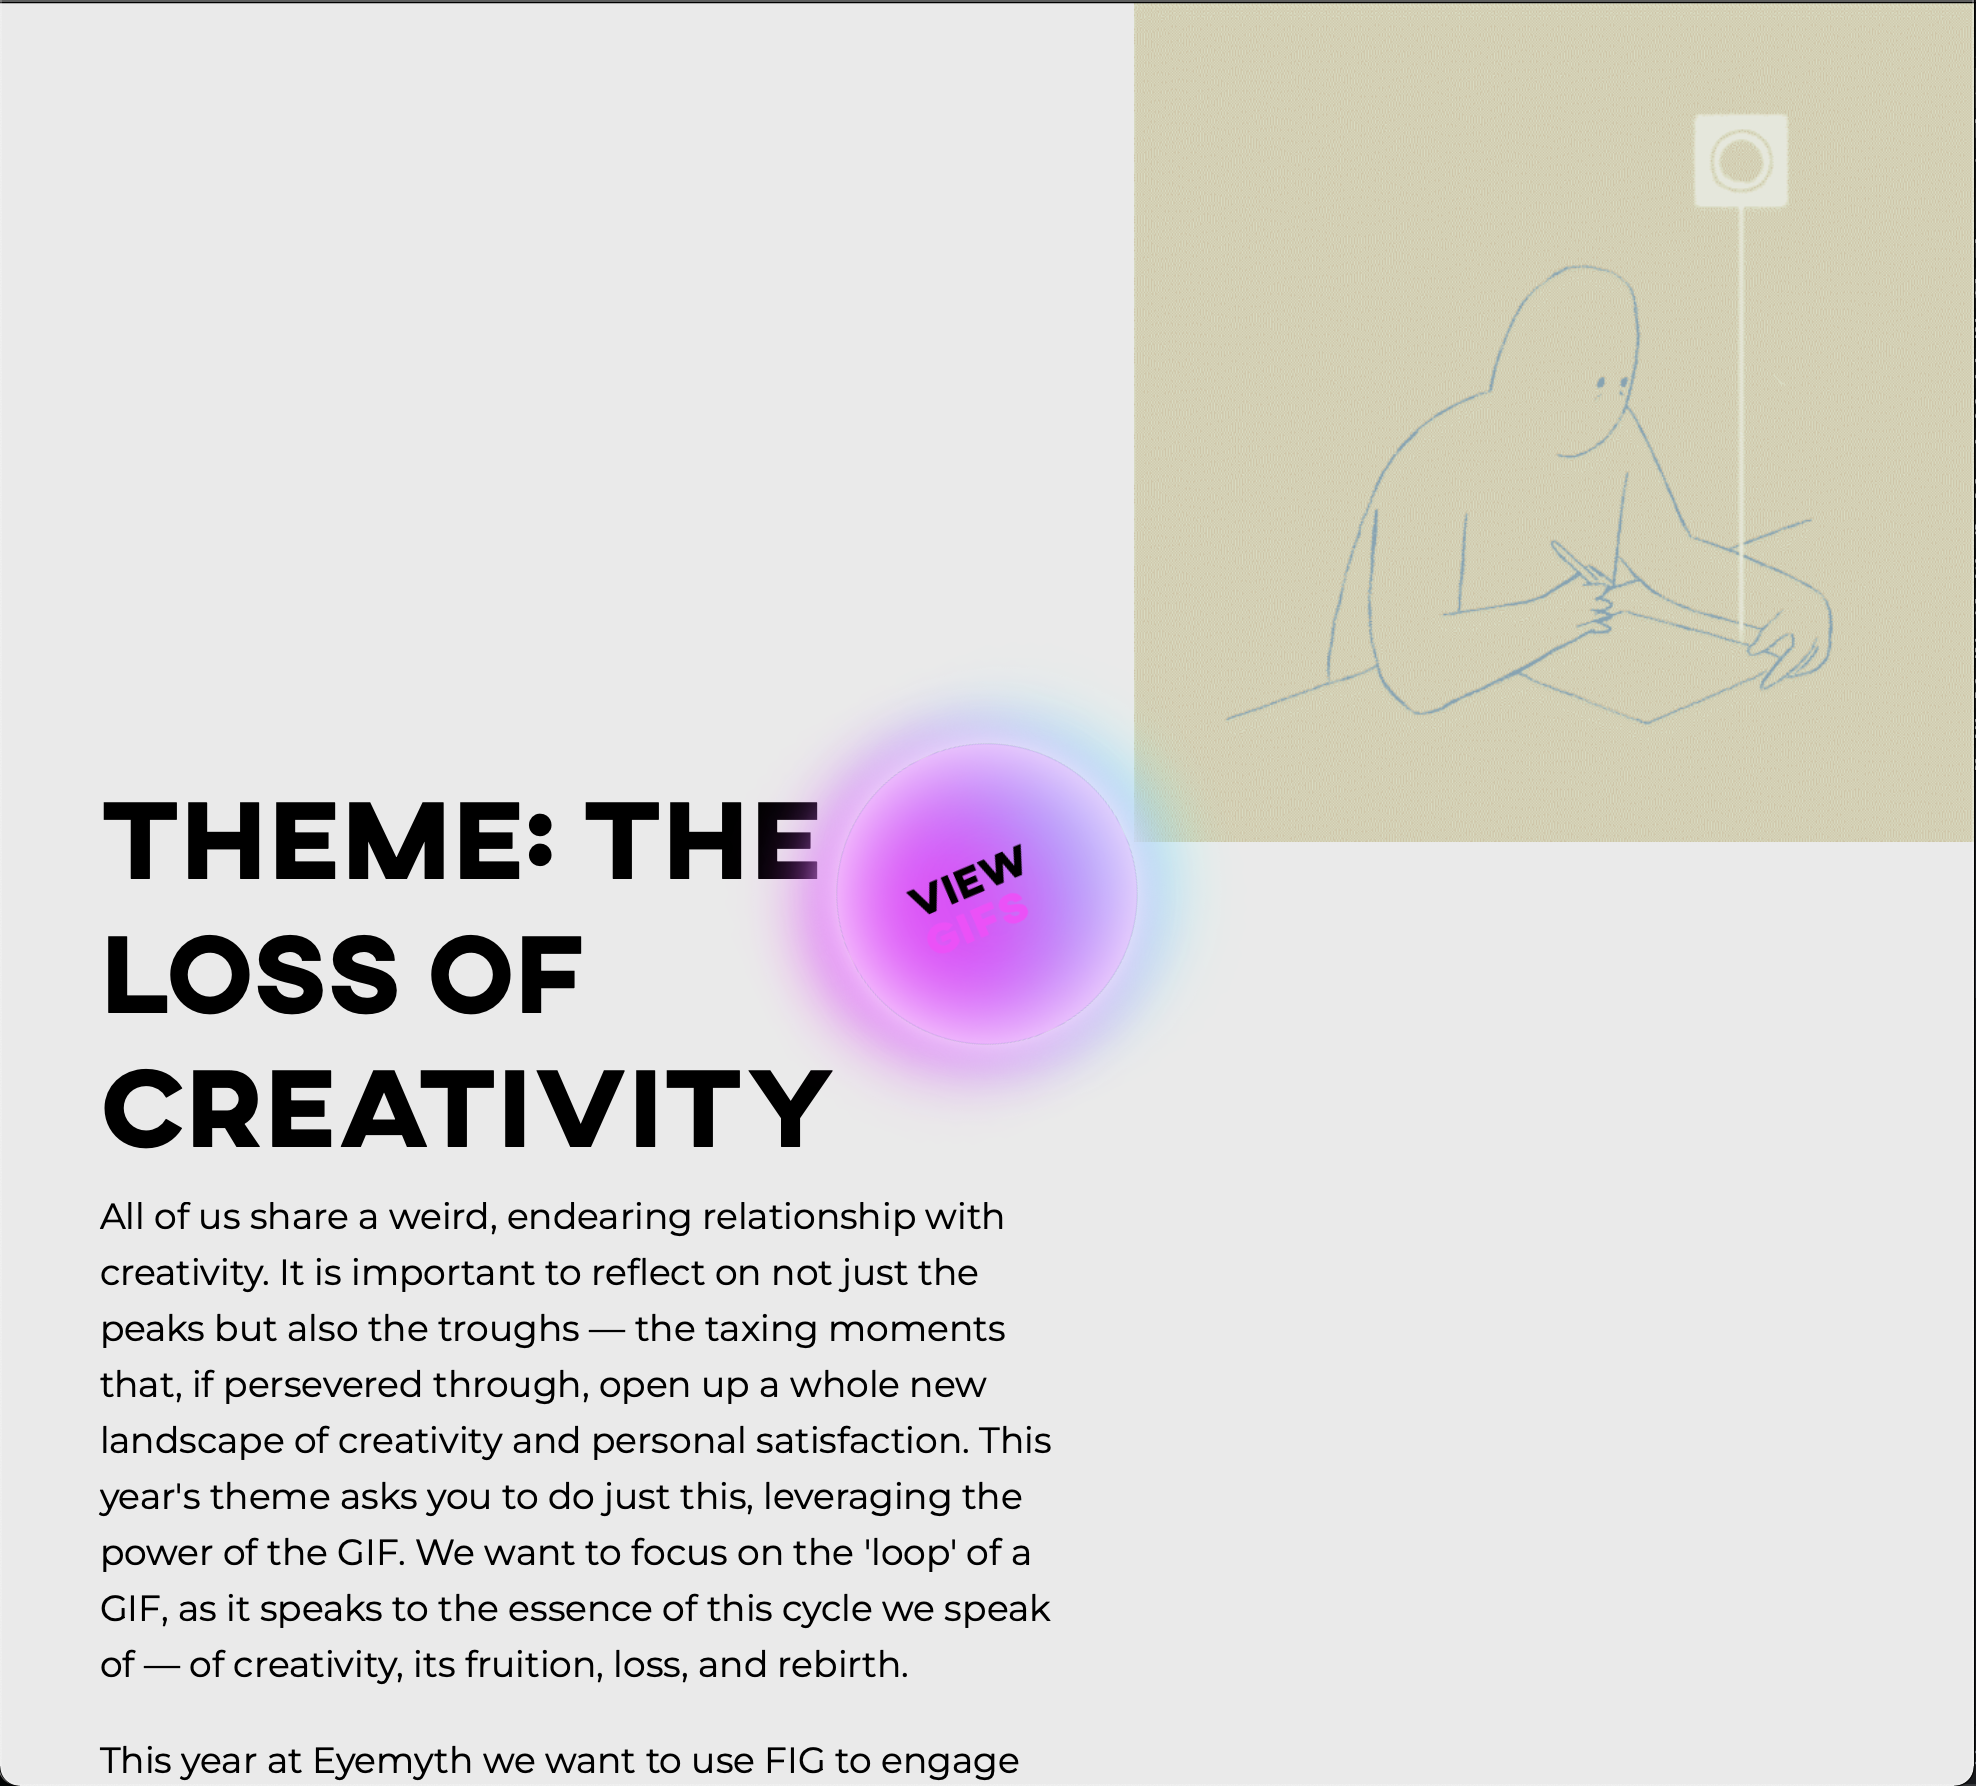 THEME: THE
LOSS OF
CREATIVITY
VIEW
GIFS
All of us share a weird, endearing relationship with
creativity. It is important to reflect on not just the
peaks but also the troughs — the taxing moments
that, if persevered through, open up a whole new
landscape of creativity and personal satisfaction. This
year's theme asks you to do just this, leveraging the
power of the GIF. We want to focus on the 'loop' of a
GIF, as it speaks to the essence of this cycle we speak
of — of creativity, its fruition, loss, and rebirth.
This year at Eyemyth we want to use FIG to engage